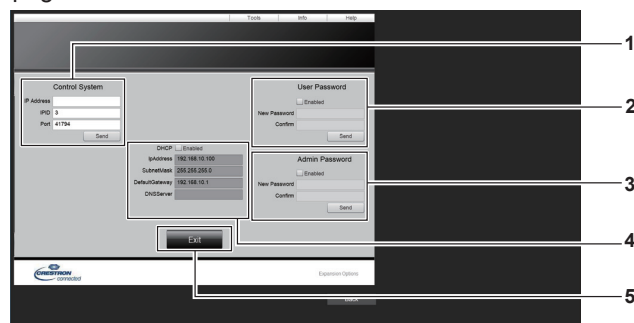 Tools Info Help
1
Control System
IP Address
IPID 3
Port 41794
Send
User Password
Enabled
New Password
Confirm
Send
2
DHCP Enabled
IpAddress 192.168.10.100
SubnetMask 255.255.255.0
DefaultGateway 192.168.10.1
DNSServer
Admin Password
Enabled
New Password
Confirm
Send
3
4
Exit
CRESTRON
connected
Expansion Options
5
Back